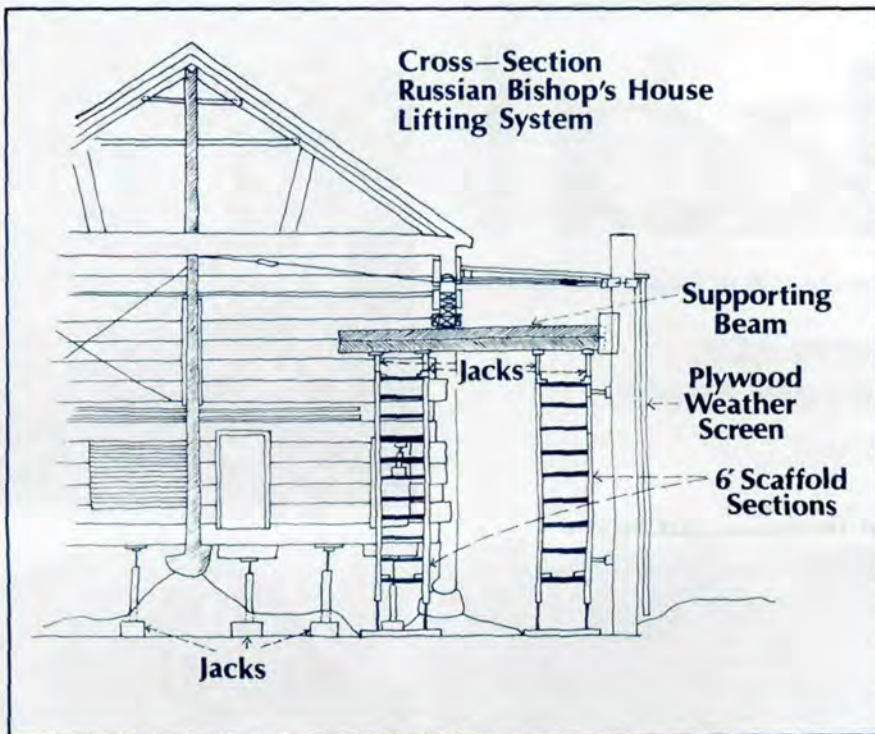 Cross—Section
Russian Bishop's House
Lifting System
Supporting
Beam
Jacks
Plywood
Weather
Screen
6' Scaffold
Sections
Jacks